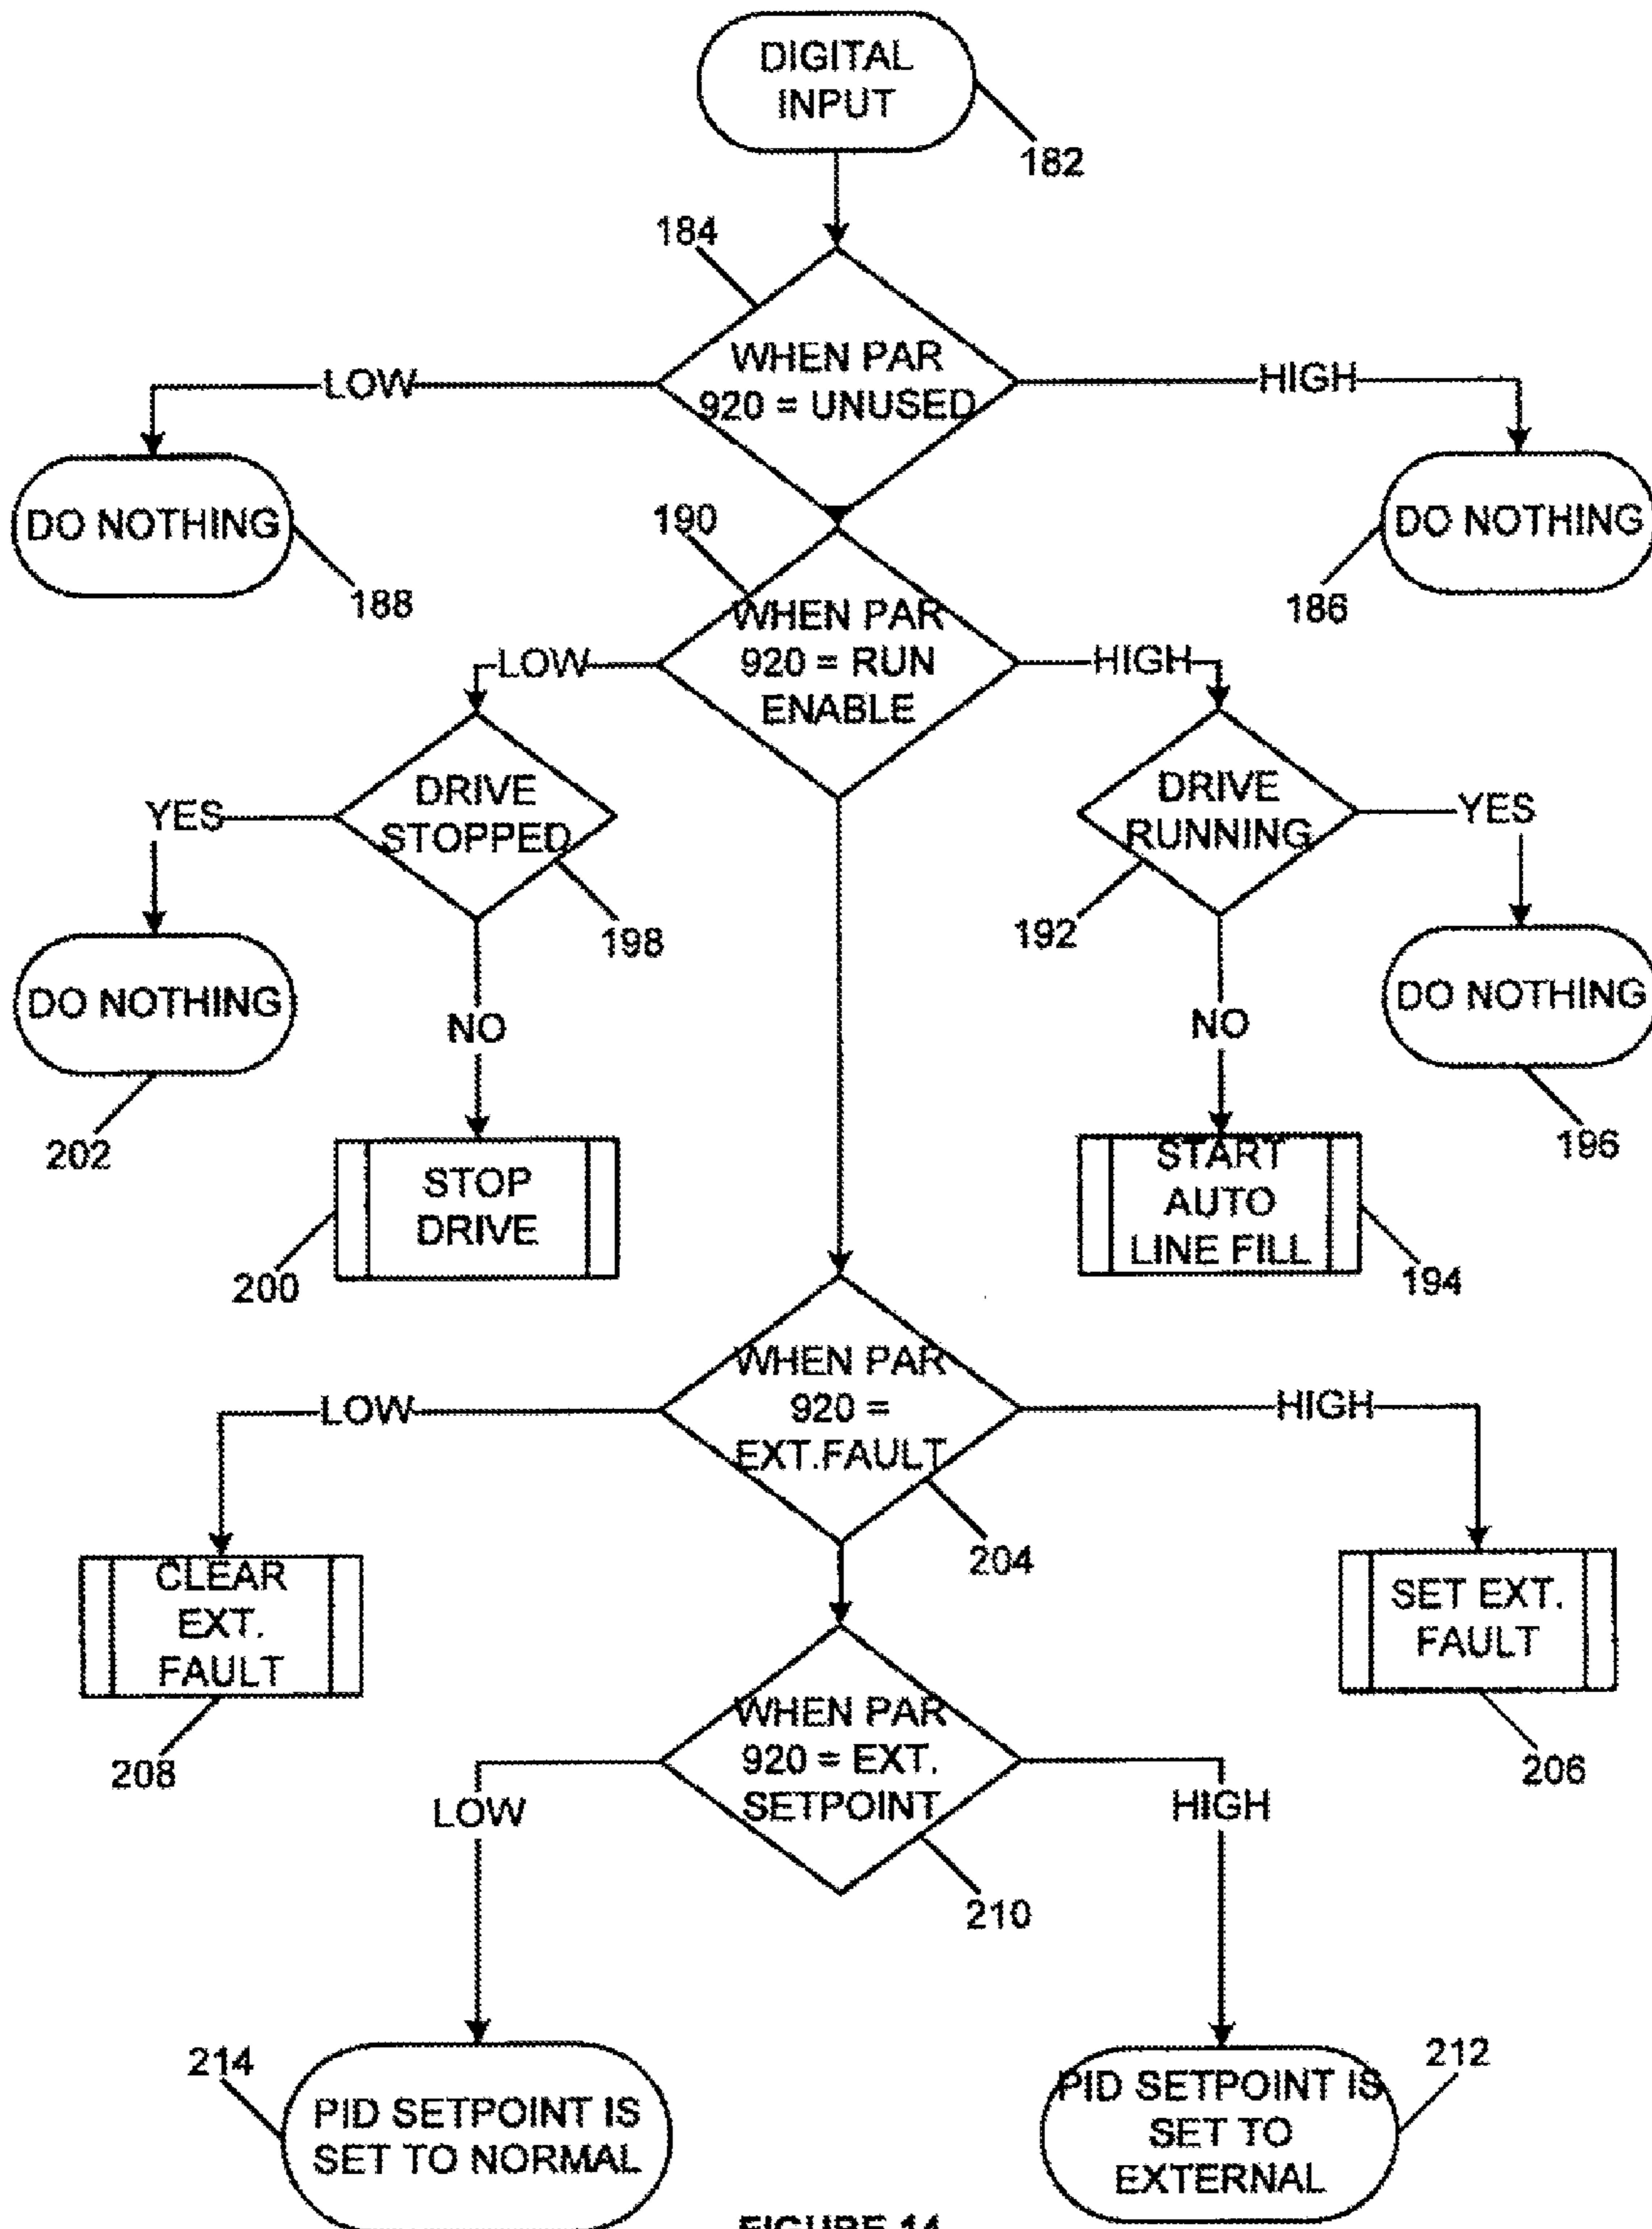 DIGITAL
INPUT
182
184
WHEN PAR
920 = UNUSED
LOW
HIGH
DO NOTHING
188
DO NOTHING
186
190
WHEN PAR
920 = RUN
ENABLE
LOW
HIGH
DRIVE
STOPPED
198
YES
DO NOTHING
202
NO
STOP
DRIVE
200
DRIVE
RUNNING
192
YES
DO NOTHING
196
NO
START
AUTO
LINE FILL
194
WHEN PAR
920 =
EXT.FAULT
204
LOW
HIGH
CLEAR
EXT.
FAULT
208
SET EXT.
FAULT
206
WHEN PAR
920 = EXT.
SETPOINT
210
LOW
HIGH
214
PID SETPOINT IS
SET TO NORMAL
212
PID SETPOINT IS
SET TO
EXTERNAL
FIGURE 14